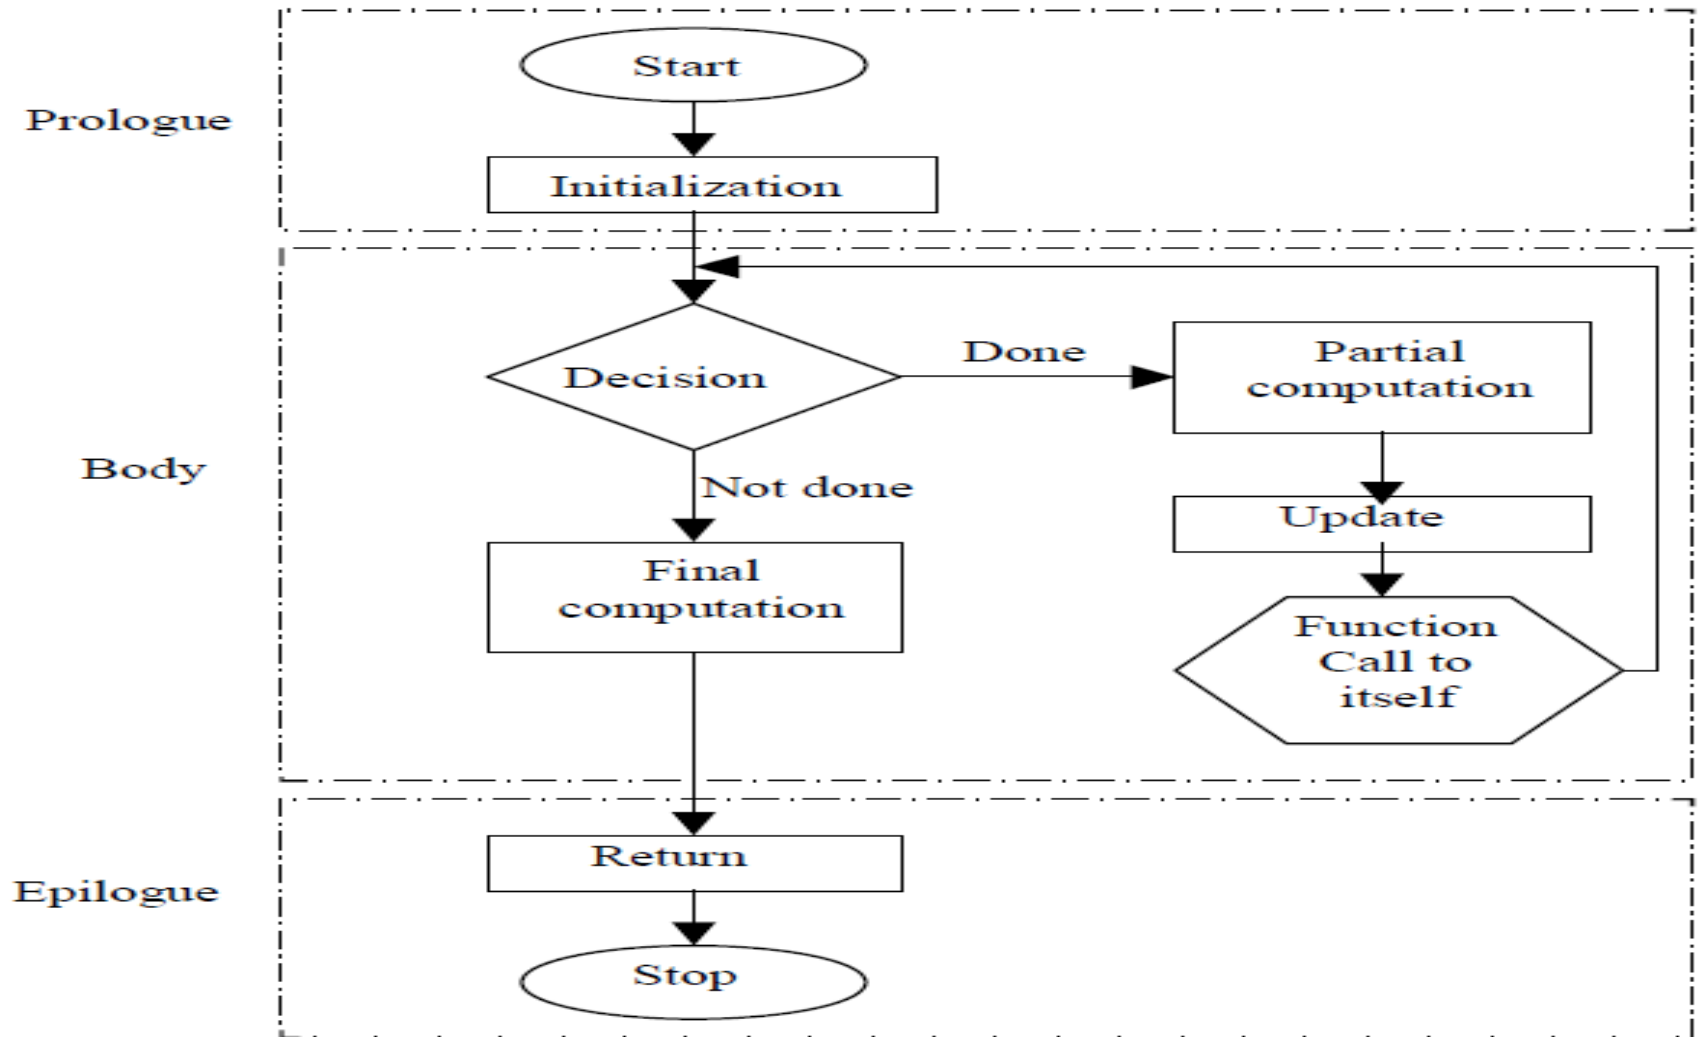 Start
Prologue
Initialization
Decision
Done
Partial
computation
Body
Not done
Update
Final
computation
Function
Call to
itself
Return
Epilogue
Stop